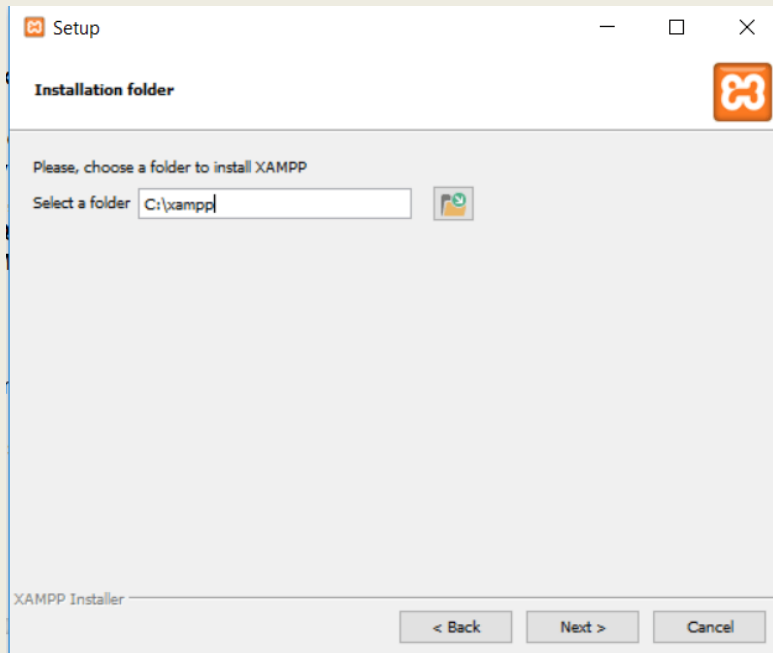 Setup
Installation folder
Please, choose a folder to install XAMPP
Select a folder C:\xampp
XAMPP Installer
< Back Next > Cancel